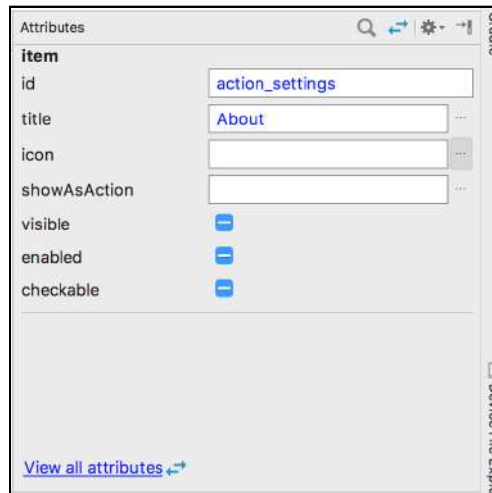 Attributes
item
id action_settings
title About
icon
showAsAction
visible
enabled
checkable
View all attributes